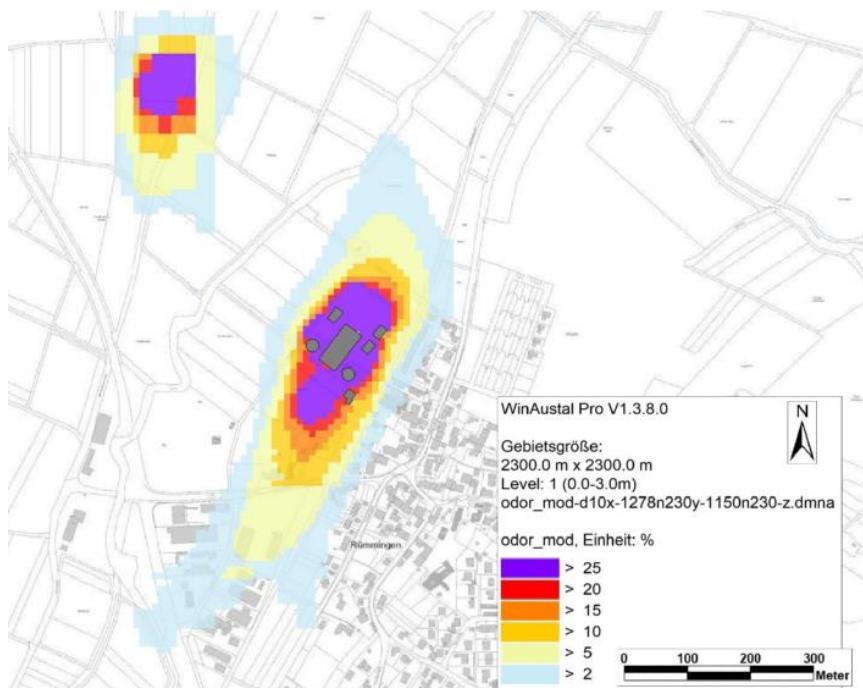 Rümmingen
WinAustal Pro V1.3.8.0
N
Gebietsgröße:
2300.0 m x 2300.0 m
Level: 1 (0.0-3.0m)
odor_mod-d10x-1278n230y-1150n230-z.dmna
odor_mod, Einheit: %
> 25
> 20
> 15
> 10
> 5
> 2
0 100 200 300
Meter